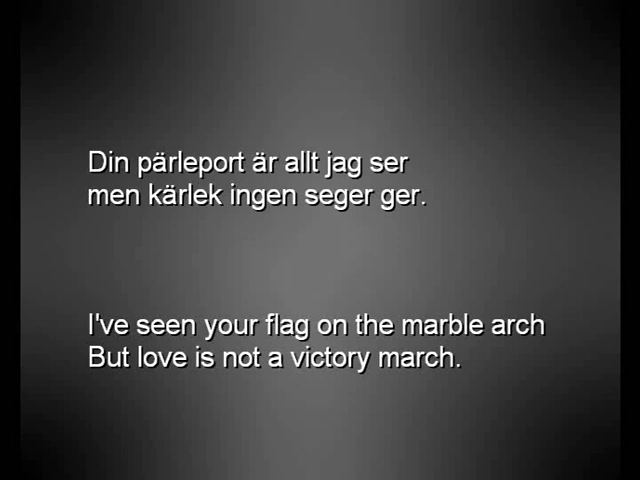 Din pärleport är allt jag ser
men kärlek ingen seger ger.
I've seen your flag on the marble arch
But love is not a victory march.